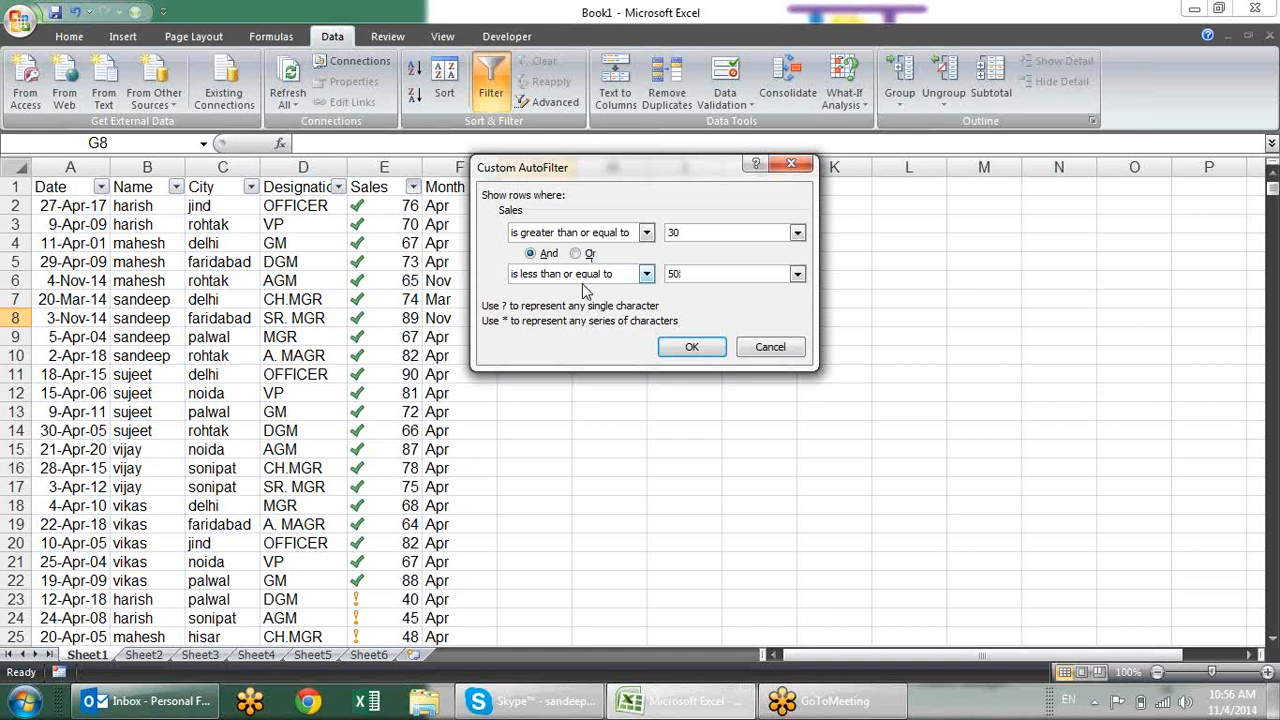 Book1 - Microsoft Excel
Home Insert Page Layout Formulas Data Review View Developer
From Access
From Web
From Text
From Other Sources
Existing Connections
Get External Data
Refresh All
Connections
Properties
Edit Links
Connections
Sort
Filter
Clear
Reapply
Advanced
Sort & Filter
Text to Columns
Remove Duplicates
Data Validation
Consolidate
What-If Analysis
Data Tools
Group
Ungroup
Subtotal
Show Detail
Hide Detail
Outline
G8 fx
A B C D E F K L M N O P
1 Date Name City Designatic Sales Month
2 27-Apr-17 harish jind OFFICER 76 Apr
3 9-Apr-09 harish rohtak VP 70 Apr
4 11-Apr-01 mahesh delhi GM 67 Apr
5 29-Apr-09 mahesh faridabad DGM 73 Apr
6 4-Nov-14 mahesh rohtak AGM 65 Nov
7 20-Mar-14 sandeep delhi CH.MGR 74 Mar
8 3-Nov-14 sandeep faridabad SR. MGR 89 Nov
9 5-Apr-04 sandeep palwal MGR 67 Apr
10 2-Apr-18 sandeep rohtak A. MAGR 82 Apr
11 18-Apr-15 sujeet delhi OFFICER 90 Apr
12 15-Apr-06 sujeet noida VP 81 Apr
13 9-Apr-11 sujeet palwal GM 72 Apr
14 30-Apr-05 sujeet rohtak DGM 66 Apr
15 21-Apr-20 vijay noida AGM 87 Apr
16 28-Apr-15 vijay sonipat CH.MGR 78 Apr
17 3-Apr-12 vijay sonipat SR. MGR 75 Apr
18 4-Apr-10 vikas delhi MGR 68 Apr
19 22-Apr-18 vikas faridabad A. MAGR 64 Apr
20 10-Apr-05 vikas jind OFFICER 82 Apr
21 25-Apr-04 vikas noida VP 67 Apr
22 9-Apr-09 vikas palwal GM 88 Apr
23 12-Apr-18 harish palwal DGM 40 Apr
24 24-Apr-08 harish sonipat AGM 45 Apr
25 20-Apr-05 mahesh hisar CH.MGR 48 Apr
Custom AutoFilter
Show rows where:
Sales
is greater than or equal to 30
And Or
is less than or equal to 50
Use ? to represent any single character
Use * to represent any series of characters
OK Cancel
Sheet1 Sheet2 Sheet3 Sheet4 Sheet5 Sheet6
Ready 100%
Inbox - Personal F...
Skype™ - sandeep...
Microsoft Excel - ...
GoToMeeting
EN
10:56 AM
11/4/2014